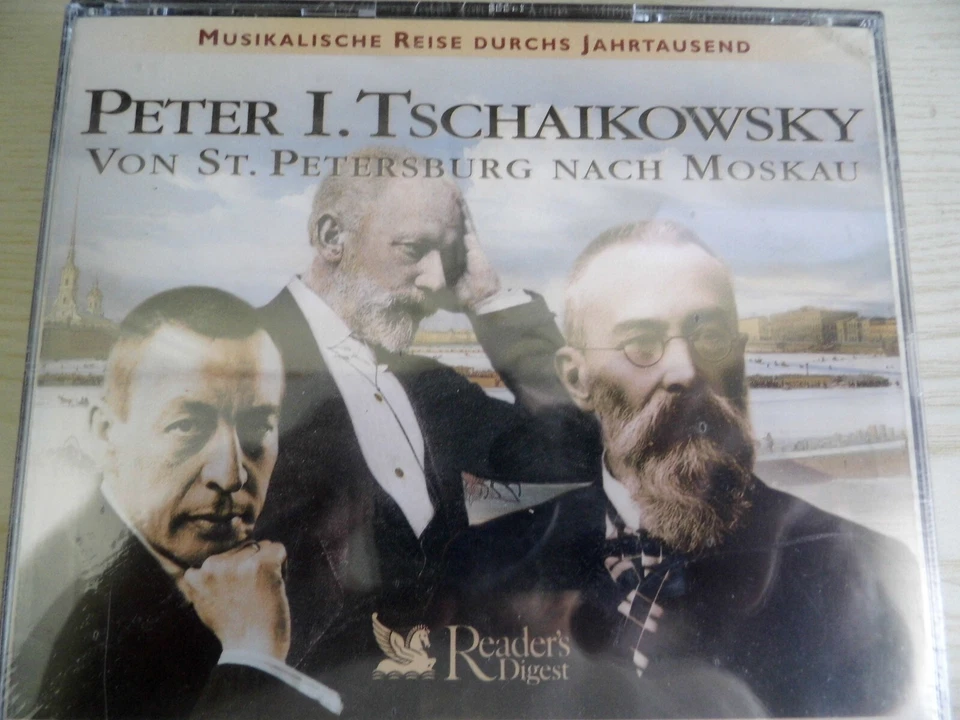 MUSIKALISCHE REISE DURCHS JAHRTAUSEND
PETER I. TSCHAIKOWSKY
VON ST. PETERSBURG NACH MOSKAU
Reader's
Digest